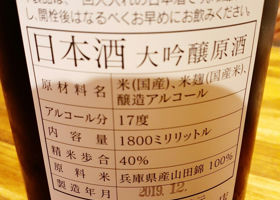 し、開栓後はなるべくお早めにお飲みください。
日本酒 大吟醸原酒
原材料名 米(国産)、米麹(国産米)、
醸造アルコール
アルコール分 17度
内容量 1800ミリリットル
精米歩合 40%
原料米 兵庫県産山田錦 100%
製造年月 2019.12.